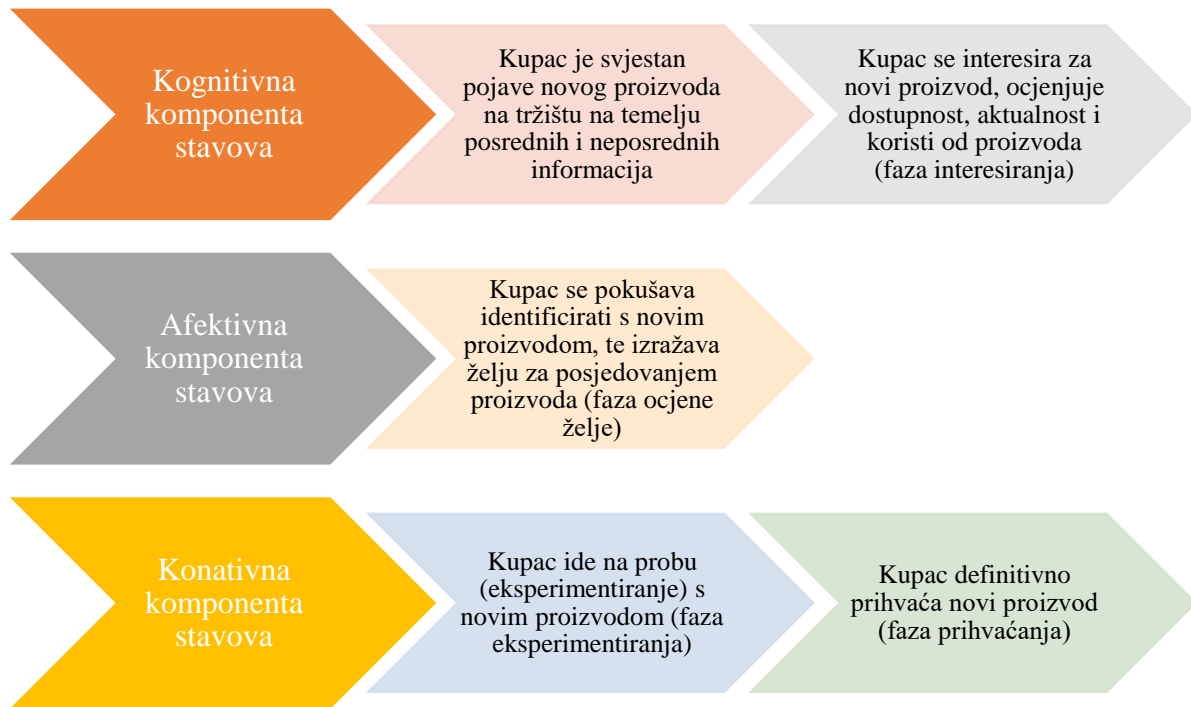 Kognitivna
komponenta
stavova
Kupac je svjestan
pojave novog proizvoda
na tržištu na temelju
posrednih i neposrednih
informacija
Kupac se interesira za
novi proizvod, ocjenjuje
dostupnost, aktualnost i
koristi od proizvoda
(faza interesiranja)
Afektivna
komponenta
stavova
Kupac se pokušava
identificirati s novim
proizvodom, te izražava
želju za posjedovanjem
proizvoda (faza ocjene
želje)
Konativna
komponenta
stavova
Kupac ide na probu
(eksperimentiranje) s
novim proizvodom (faza
eksperimentiranja)
Kupac definitivno
prihvaća novi proizvod
(faza prihvaćanja)